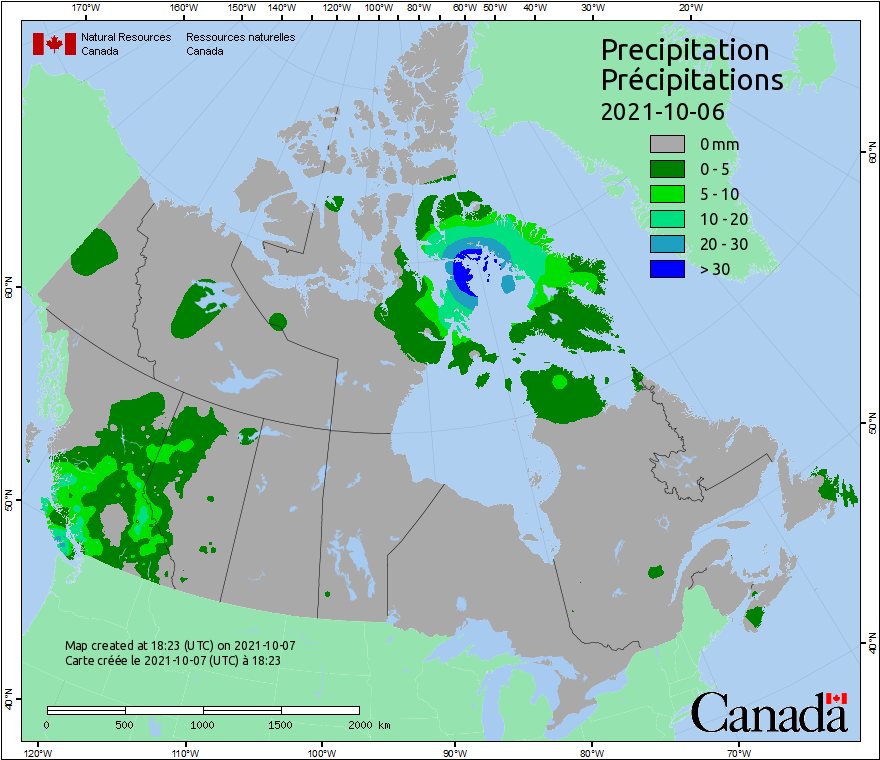 170°W 160°W 150°W 140°W 130°W 120°W 110°W 100°W 90°W 80°W 60°W 50°W 40°W 30°W 20°W
Natural Resources Ressources naturelles
Canada Canada
Precipitation
Précipitations
2021-10-06
0 mm
0 - 5
5 - 10
10 - 20
20 - 30
> 30
60°N
60°N
50°N
50°N
40°N
40°N
Map created at 18:23 (UTC) on 2021-10-07
Carte créée le 2021-10-07 (UTC) à 18:23
0 500 1000 1500 2000 km
Canada
120°W 110°W 100°W 90°W 80°W 70°W